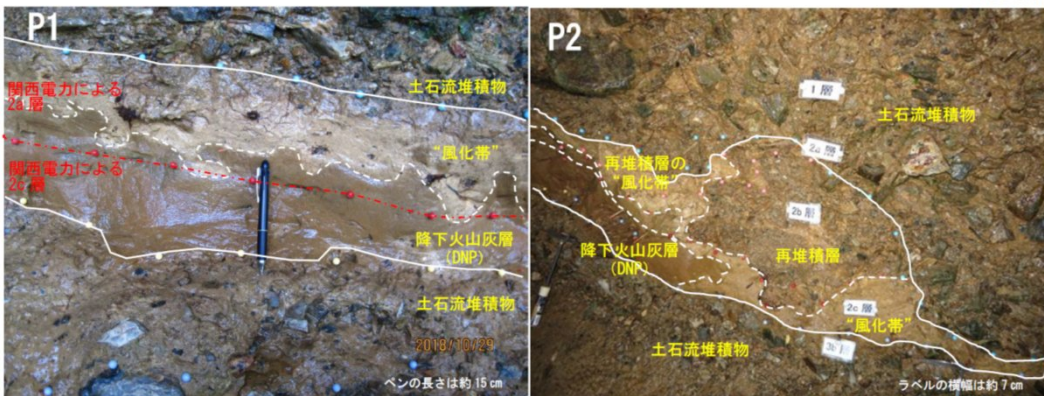 P1
関西電力による
2a 層
土石流堆積物
“風化帯”
関西電力による
2c 層
降下火山灰層
(DNP)
土石流堆積物
2018/10/29
ペンの長さは約 15 cm
P2
1 層
土石流堆積物
2a 層
再堆積層の
“風化帯”
2b 層
降下火山灰層
(DNP)
再堆積層
2c 層
“風化帯”
土石流堆積物
ラベルの横幅は約 7 cm